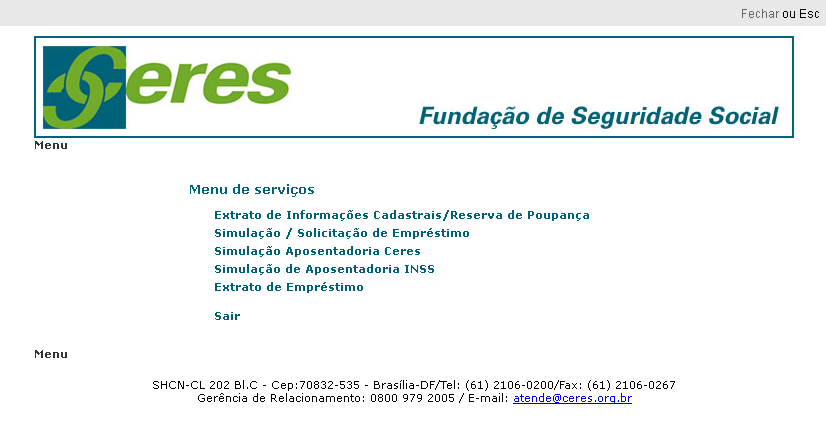 Fechar ou Esc
Ceres
Fundação de Seguridade Social
Menu
Menu de serviços
Extrato de Informações Cadastrais/Reserva de Poupança
Simulação / Solicitação de Empréstimo
Simulação Aposentadoria Ceres
Simulação de Aposentadoria INSS
Extrato de Empréstimo
Sair
Menu
SHCN-CL 202 Bl.C - Cep:70832-535 - Brasília-DF/Tel: (61) 2106-0200/Fax: (61) 2106-0267
Gerência de Relacionamento: 0800 979 2005 / E-mail: atende@ceres.org.br